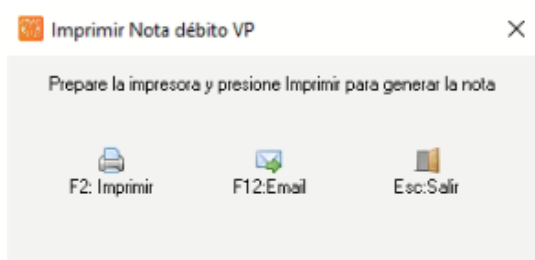 Imprimir Nota débito VP
Prepare la impresora y presione Imprimir para generar la nota
F2: Imprimir F12:Email Esc:Salir